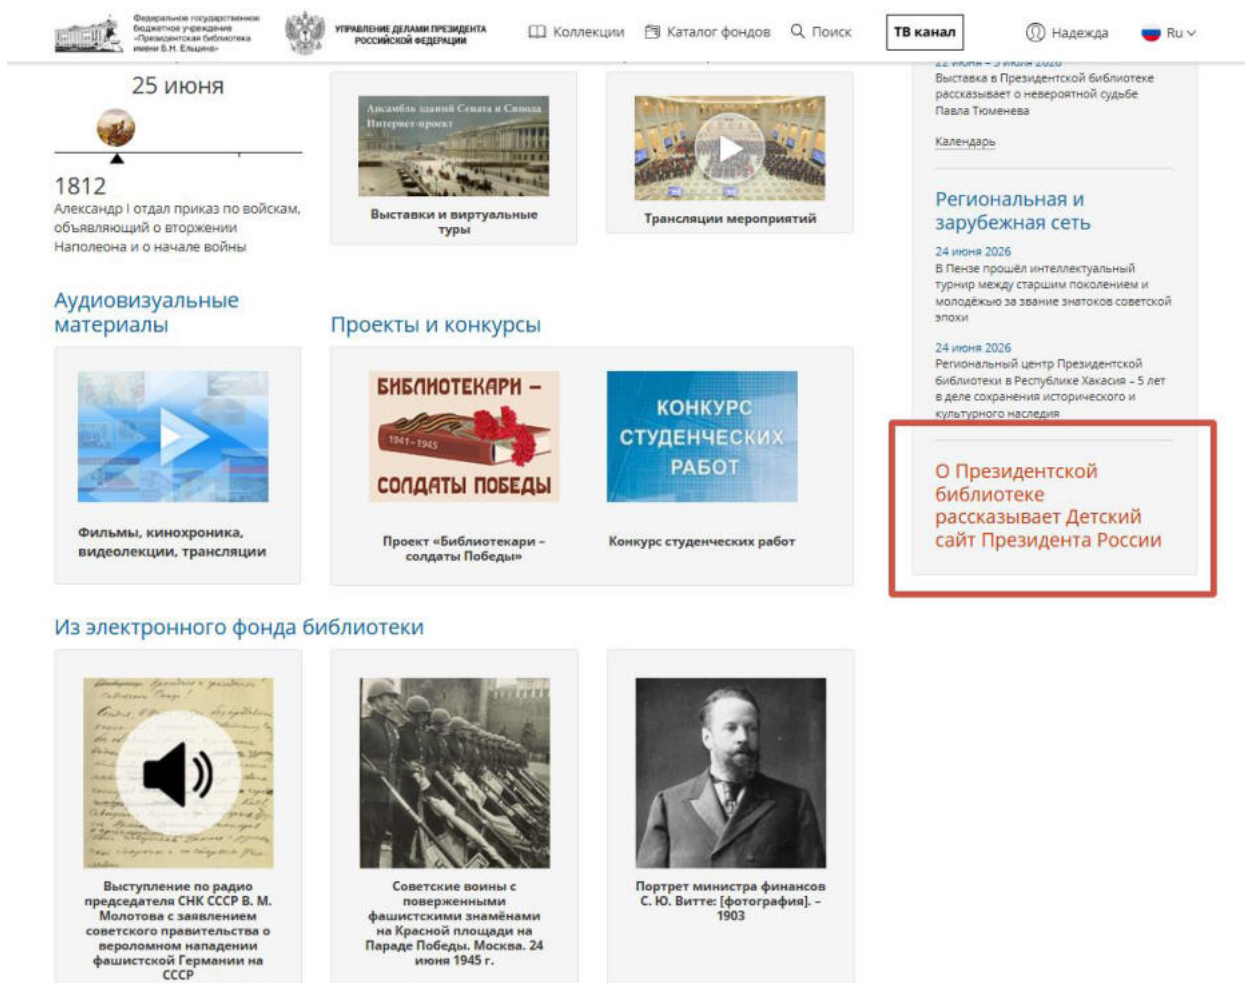 Федеральное государственное
бюджетное учреждение
«Президентская библиотека
имени Б.Н. Ельцина»
УПРАВЛЕНИЕ ДЕЛАМИ ПРЕЗИДЕНТА
РОССИЙСКОЙ ФЕДЕРАЦИИ
Коллекции
Каталог фондов
Поиск
ТВ канал
Надежда
Ru
25 июня
1812
Александр I отдал приказ по войскам,
объявляющий о вторжении
Наполеона и о начале войны
Ансамбль зданий Сената и Синода
Интернет-проект
Выставки и виртуальные
туры
Трансляции мероприятий
22 июня – 5 июля 2026
Выставка в Президентской библиотеке
рассказывает о невероятной судьбе
Павла Тюменева
Календарь
Региональная и
зарубежная сеть
24 июня 2026
В Пензе прошёл интеллектуальный
турнир между старшим поколением и
молодёжью за звание знатоков советской
эпохи
24 июня 2026
Региональный центр Президентской
библиотеки в Республике Хакасия – 5 лет
в деле сохранения исторического и
культурного наследия
О Президентской
библиотеке
рассказывает Детский
сайт Президента России
Аудиовизуальные
материалы
Фильмы, кинохроника,
видеолекции, трансляции
Проекты и конкурсы
БИБЛИОТЕКАРИ –
1941–1945
СОЛДАТЫ ПОБЕДЫ
Проект «Библиотекари –
солдаты Победы»
КОНКУРС
СТУДЕНЧЕСКИХ
РАБОТ
Конкурс студенческих работ
Из электронного фонда библиотеки
Выступление по радио
председателя СНК СССР В. М.
Молотова с заявлением
советского правительства о
вероломном нападении
фашистской Германии на
СССР
Советские воины с
поверженными
фашистскими знамёнами
на Красной площади на
Параде Победы. Москва. 24
июня 1945 г.
Портрет министра финансов
С. Ю. Витте: [фотография]. –
1903